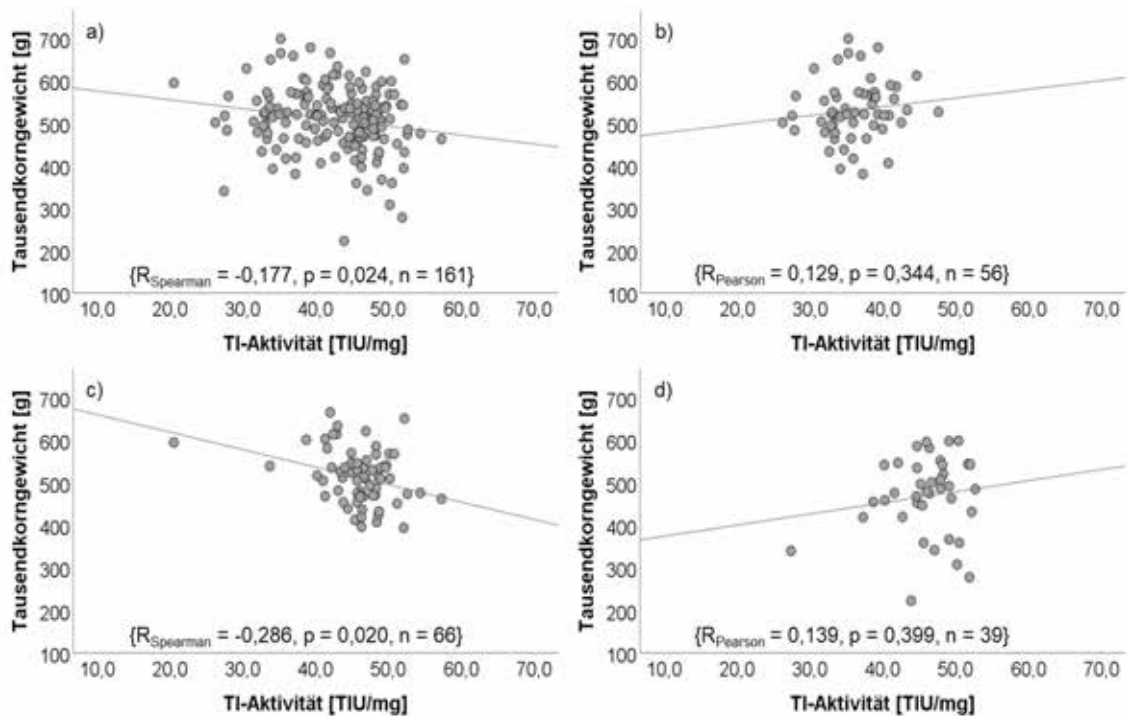 a)
Tausendkorngewicht [g]
700
600
500
400
300
200
100
{R_Spearman = -0,177, p = 0,024, n = 161}
10,0 20,0 30,0 40,0 50,0 60,0 70,0
TI-Aktivität [TIU/mg]
b)
Tausendkorngewicht [g]
700
600
500
400
300
200
100
{R_Pearson = 0,129, p = 0,344, n = 56}
10,0 20,0 30,0 40,0 50,0 60,0 70,0
TI-Aktivität [TIU/mg]
c)
Tausendkorngewicht [g]
700
600
500
400
300
200
100
{R_Spearman = -0,286, p = 0,020, n = 66}
10,0 20,0 30,0 40,0 50,0 60,0 70,0
TI-Aktivität [TIU/mg]
d)
Tausendkorngewicht [g]
700
600
500
400
300
200
100
{R_Pearson = 0,139, p = 0,399, n = 39}
10,0 20,0 30,0 40,0 50,0 60,0 70,0
TI-Aktivität [TIU/mg]